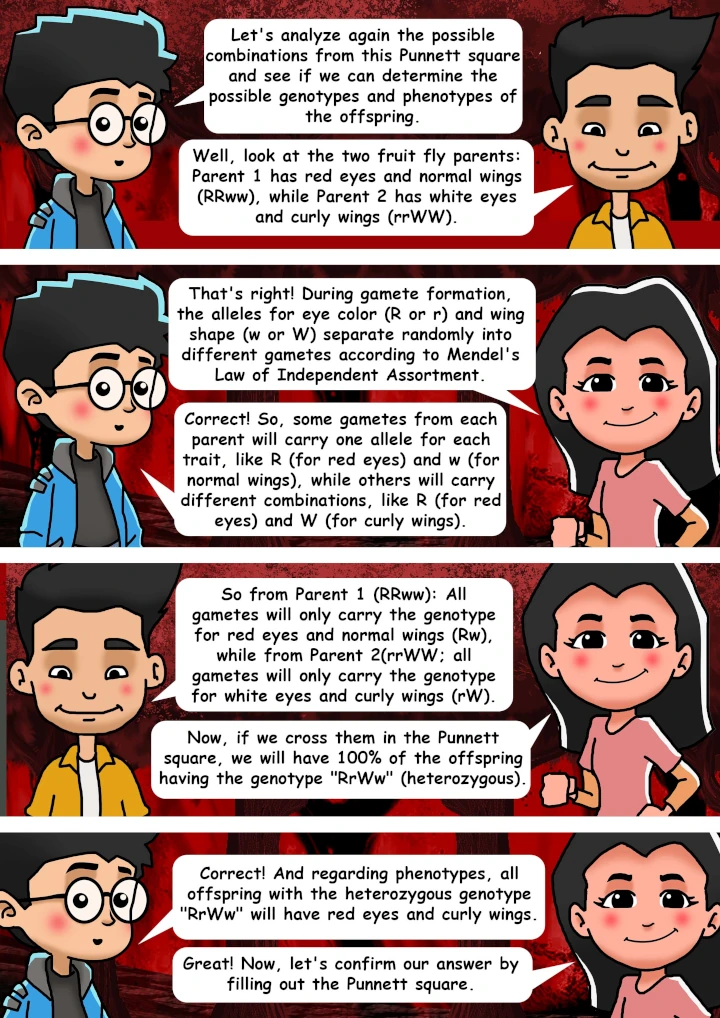 Let's analyze again the possible
combinations from this Punnett square
and see if we can determine the
possible genotypes and phenotypes of
the offspring.
Well, look at the two fruit fly parents:
Parent 1 has red eyes and normal wings
(RRww), while Parent 2 has white eyes
and curly wings (rrWW).
That's right! During gamete formation,
the alleles for eye color (R or r) and wing
shape (w or W) separate randomly into
different gametes according to Mendel's
Law of Independent Assortment.
Correct! So, some gametes from each
parent will carry one allele for each
trait, like R (for red eyes) and w (for
normal wings), while others will carry
different combinations, like R (for red
eyes) and W (for curly wings).
So from Parent 1 (RRww): All
gametes will only carry the genotype
for red eyes and normal wings (Rw),
while from Parent 2(rrWW; all
gametes will only carry the genotype
for white eyes and curly wings (rW).
Now, if we cross them in the Punnett
square, we will have 100% of the offspring
having the genotype "RrWw" (heterozygous).
Correct! And regarding phenotypes, all
offspring with the heterozygous genotype
"RrWw" will have red eyes and curly wings.
Great! Now, let's confirm our answer by
filling out the Punnett square.